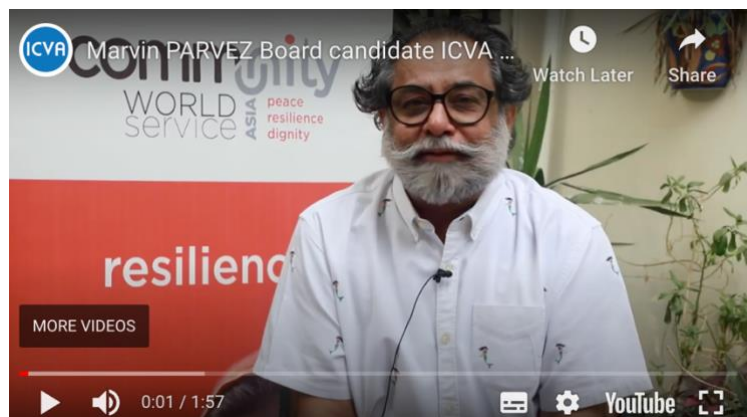 ICVA
Marvin PARVEZ Board candidate ICVA ...
Watch Later
Share
community
WORLD
service
ASIA
peace
resilience
dignity
resilienc
MORE VIDEOS
0:01 / 1:57
YouTube